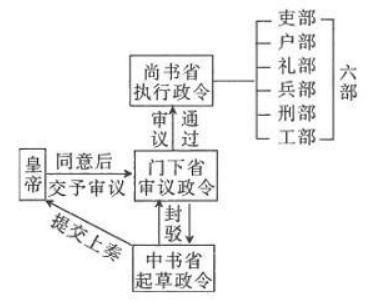 吏部
户部
礼部
兵部
刑部
工部
六部
尚书省
执行政令
审议
通过
皇帝
同意后
交予审议
门下省
审议政令
封驳
提交上奏
中书省
起草政令